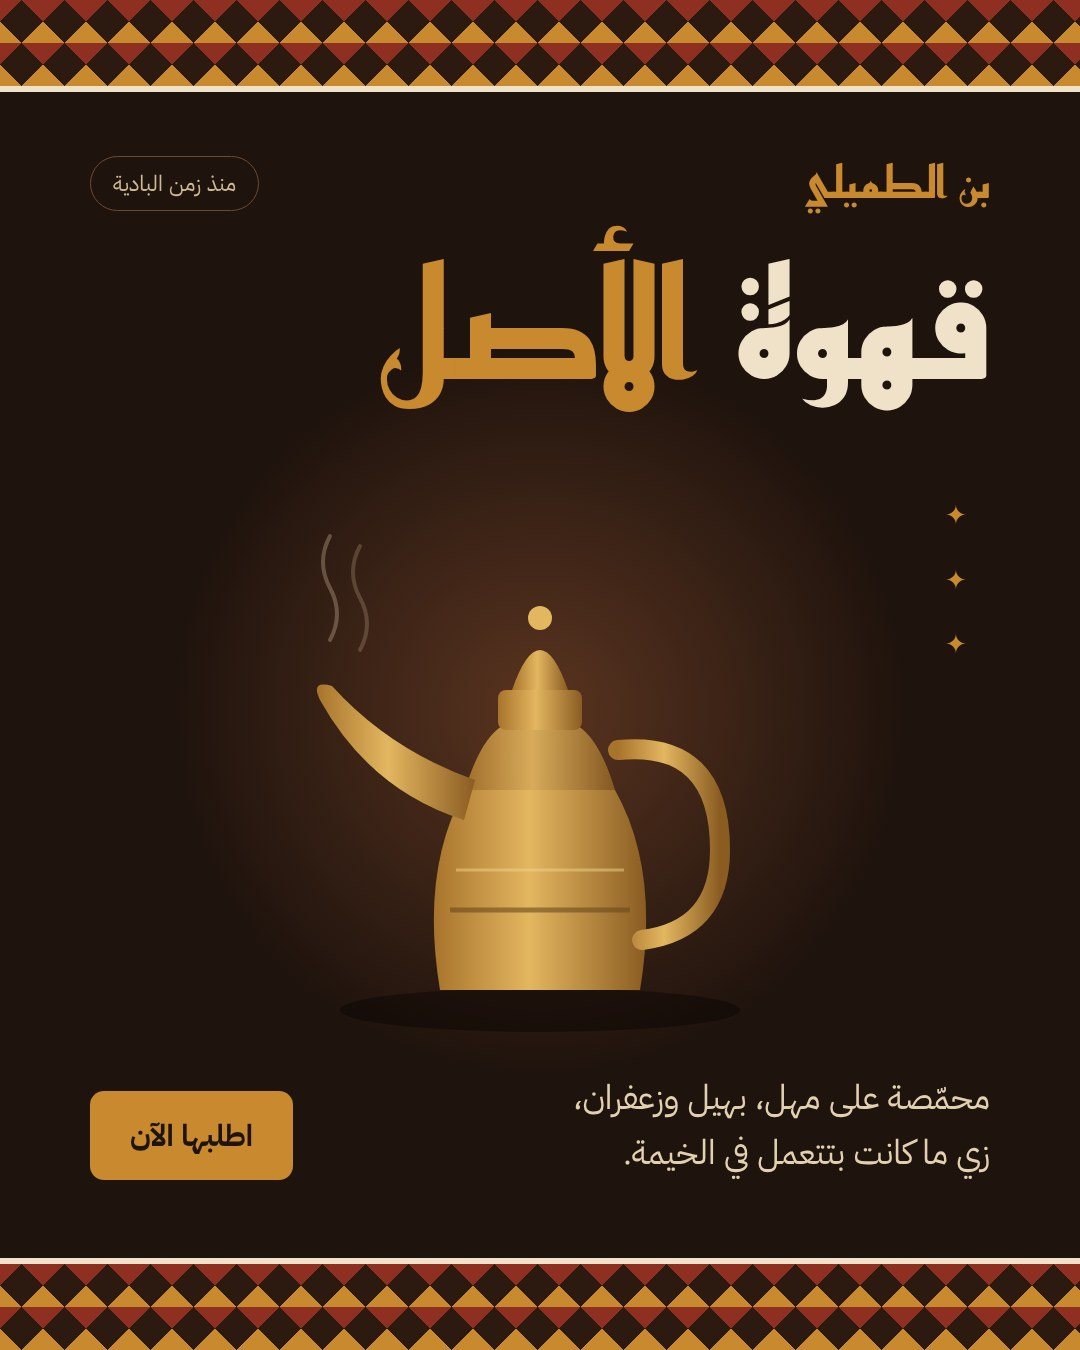 بن الطميلي
منذ زمن البادية
قهوة الأصل
محمّصة على مهل، بهيل وزعفران،
زي ما كانت بتتعمل في الخيمة.
اطلبها الآن